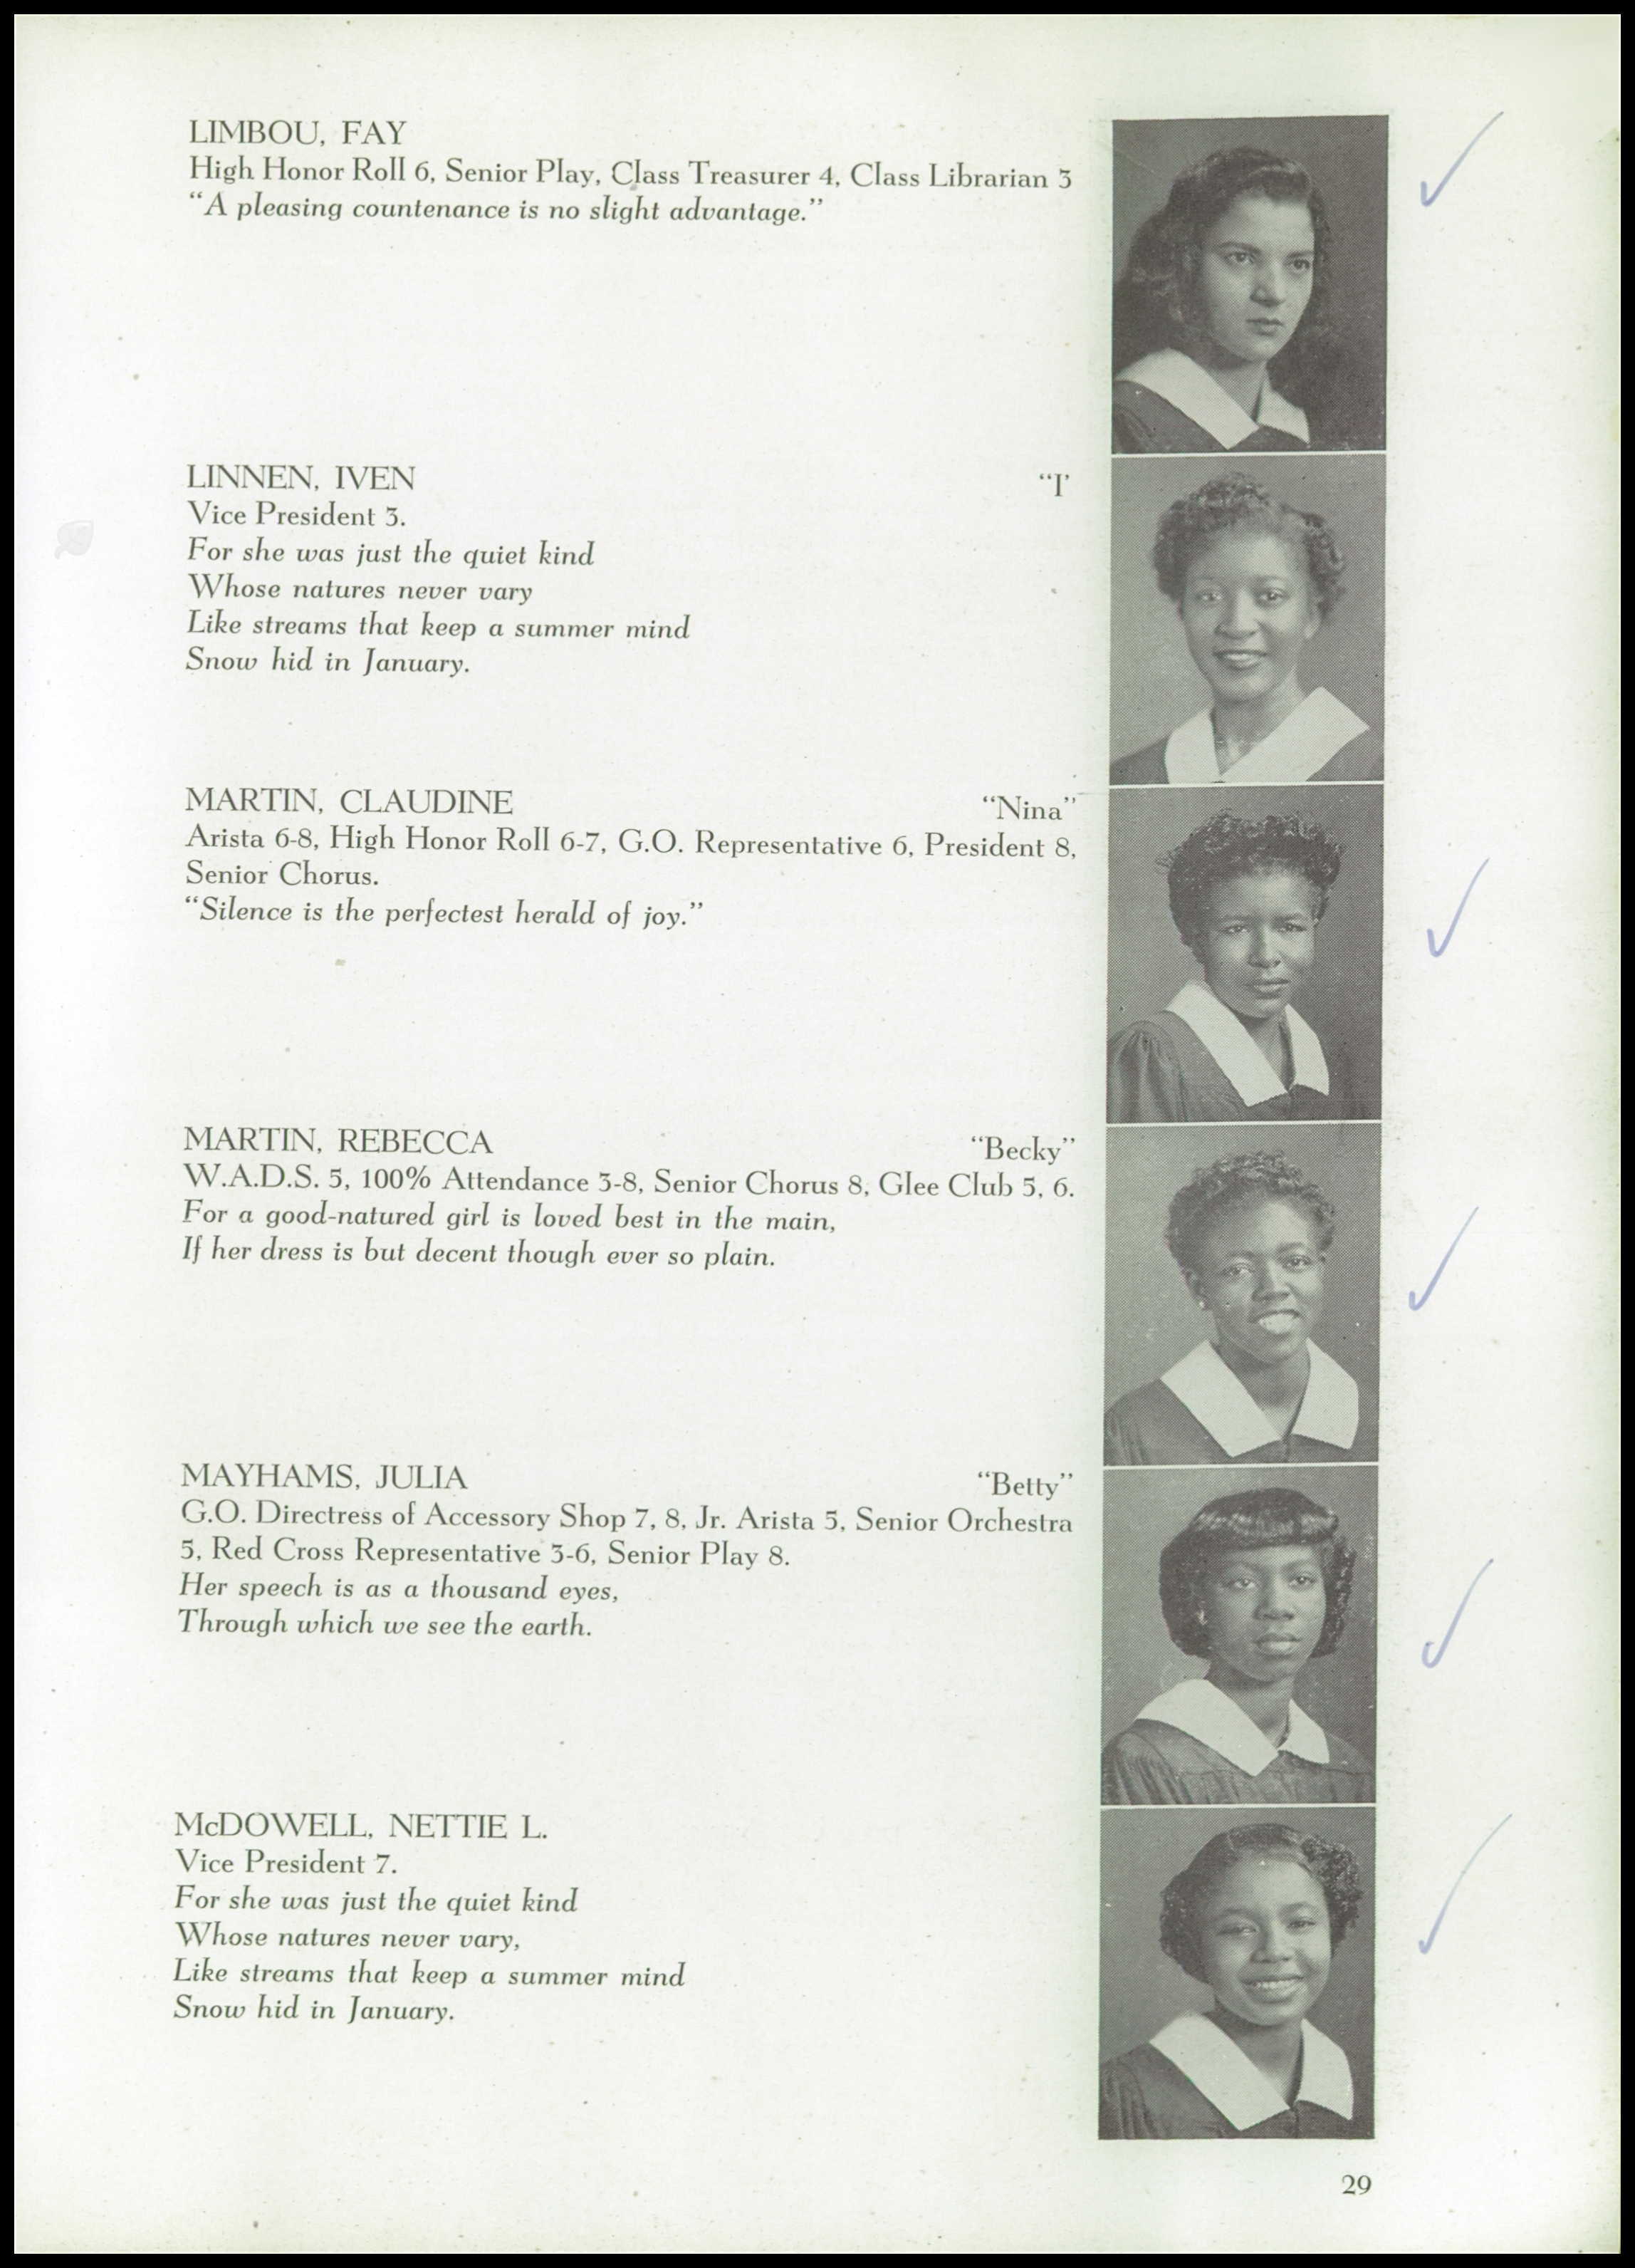 LIMBOU, FAY
High Honor Roll 6, Senior Play, Class Treasurer 4, Class Librarian 3
“A pleasing countenance is no slight advantage.”
LINNEN, IVEN “I’
Vice President 3.
For she was just the quiet kind
Whose natures never vary
Like streams that keep a summer mind
Snow hid in January.
MARTIN, CLAUDINE “Nina”
Arista 6-8, High Honor Roll 6-7, G.O. Representative 6, President 8,
Senior Chorus.
“Silence is the perfectest herald of joy.”
MARTIN, REBECCA “Becky”
W.A.D.S. 5, 100% Attendance 3-8, Senior Chorus 8, Glee Club 5, 6.
For a good-natured girl is loved best in the main,
If her dress is but decent though ever so plain.
MAYHAMS, JULIA “Betty”
G.O. Directress of Accessory Shop 7, 8, Jr. Arista 5, Senior Orchestra
5, Red Cross Representative 3-6, Senior Play 8.
Her speech is as a thousand eyes,
Through which we see the earth.
McDOWELL, NETTIE L.
Vice President 7.
For she was just the quiet kind
Whose natures never vary,
Like streams that keep a summer mind
Snow hid in January.
29